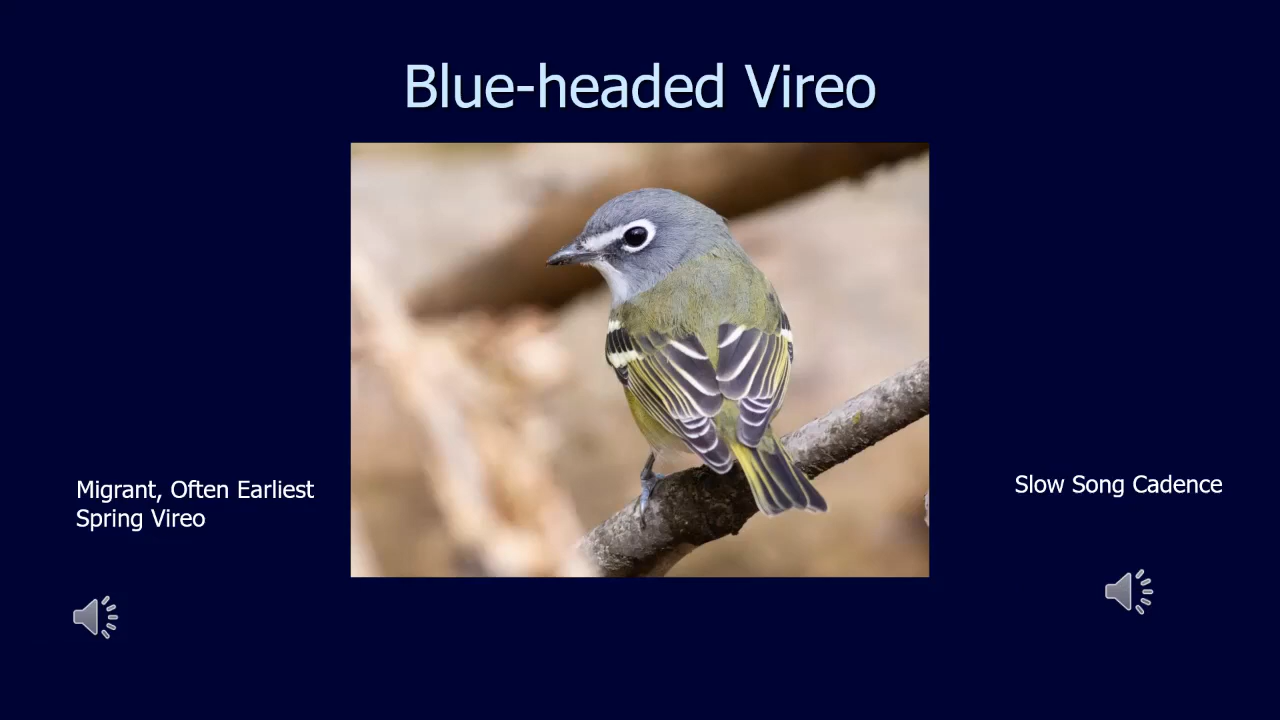 Blue-headed Vireo
Migrant, Often Earliest
Spring Vireo
Slow Song Cadence